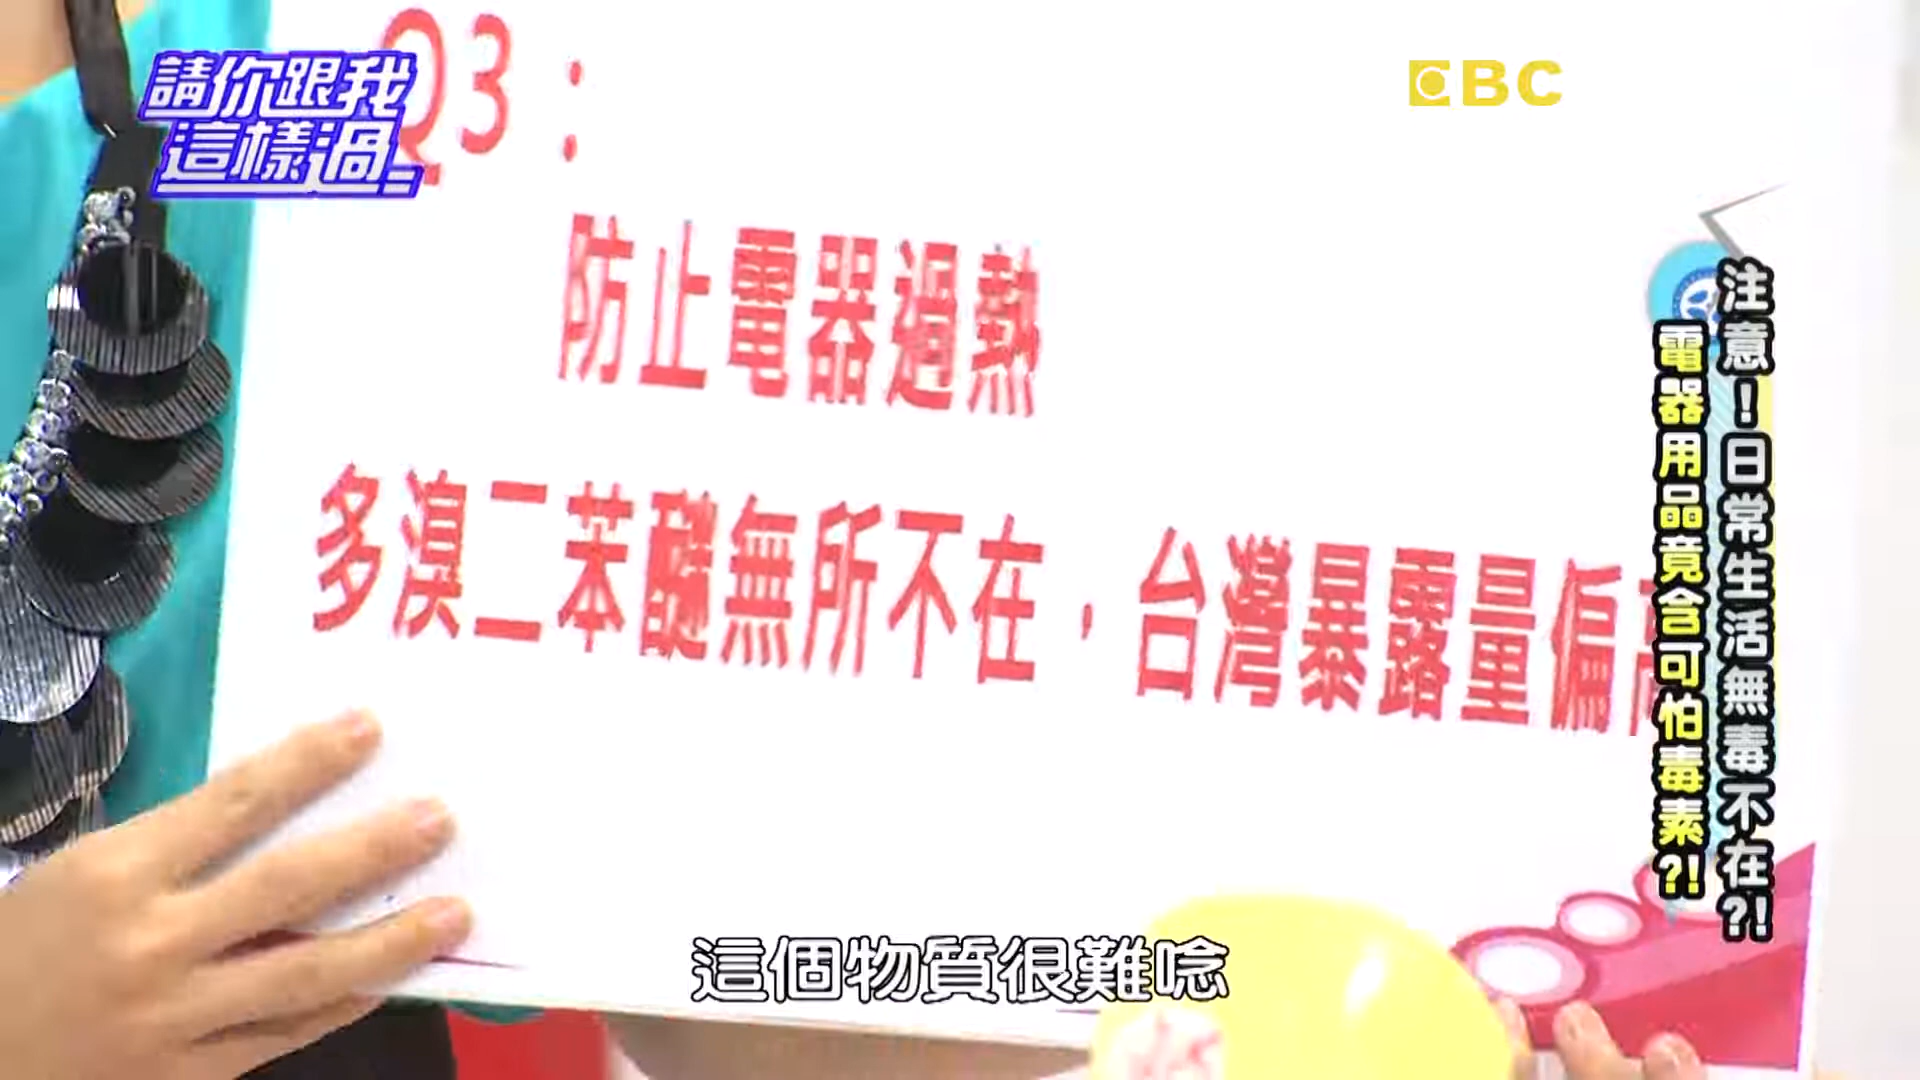 請你跟我
這樣過
EBC
Q3：
防止電器過熱
多溴二苯醚無所不在，台灣暴露量偏高
注意！日常生活無毒不在?!
電器用品竟含可怕毒素?!
這個物質很難唸